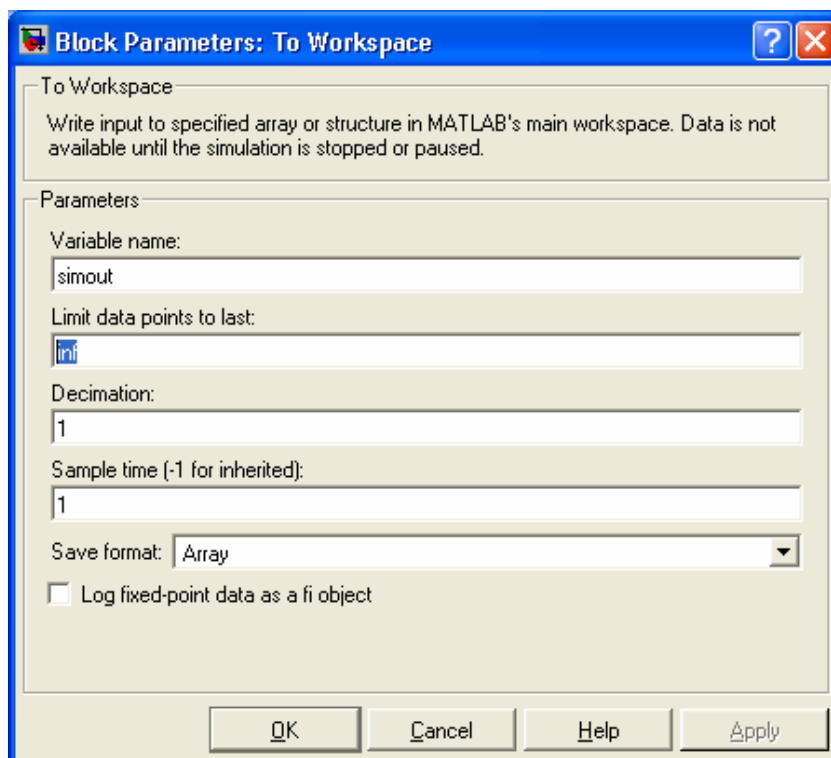 Block Parameters: To Workspace
To Workspace
Write input to specified array or structure in MATLAB's main workspace. Data is not
available until the simulation is stopped or paused.
Parameters
Variable name:
simout
Limit data points to last:
inf
Decimation:
1
Sample time (-1 for inherited):
1
Save format: Array
Log fixed-point data as a fi object
OK Cancel Help Apply